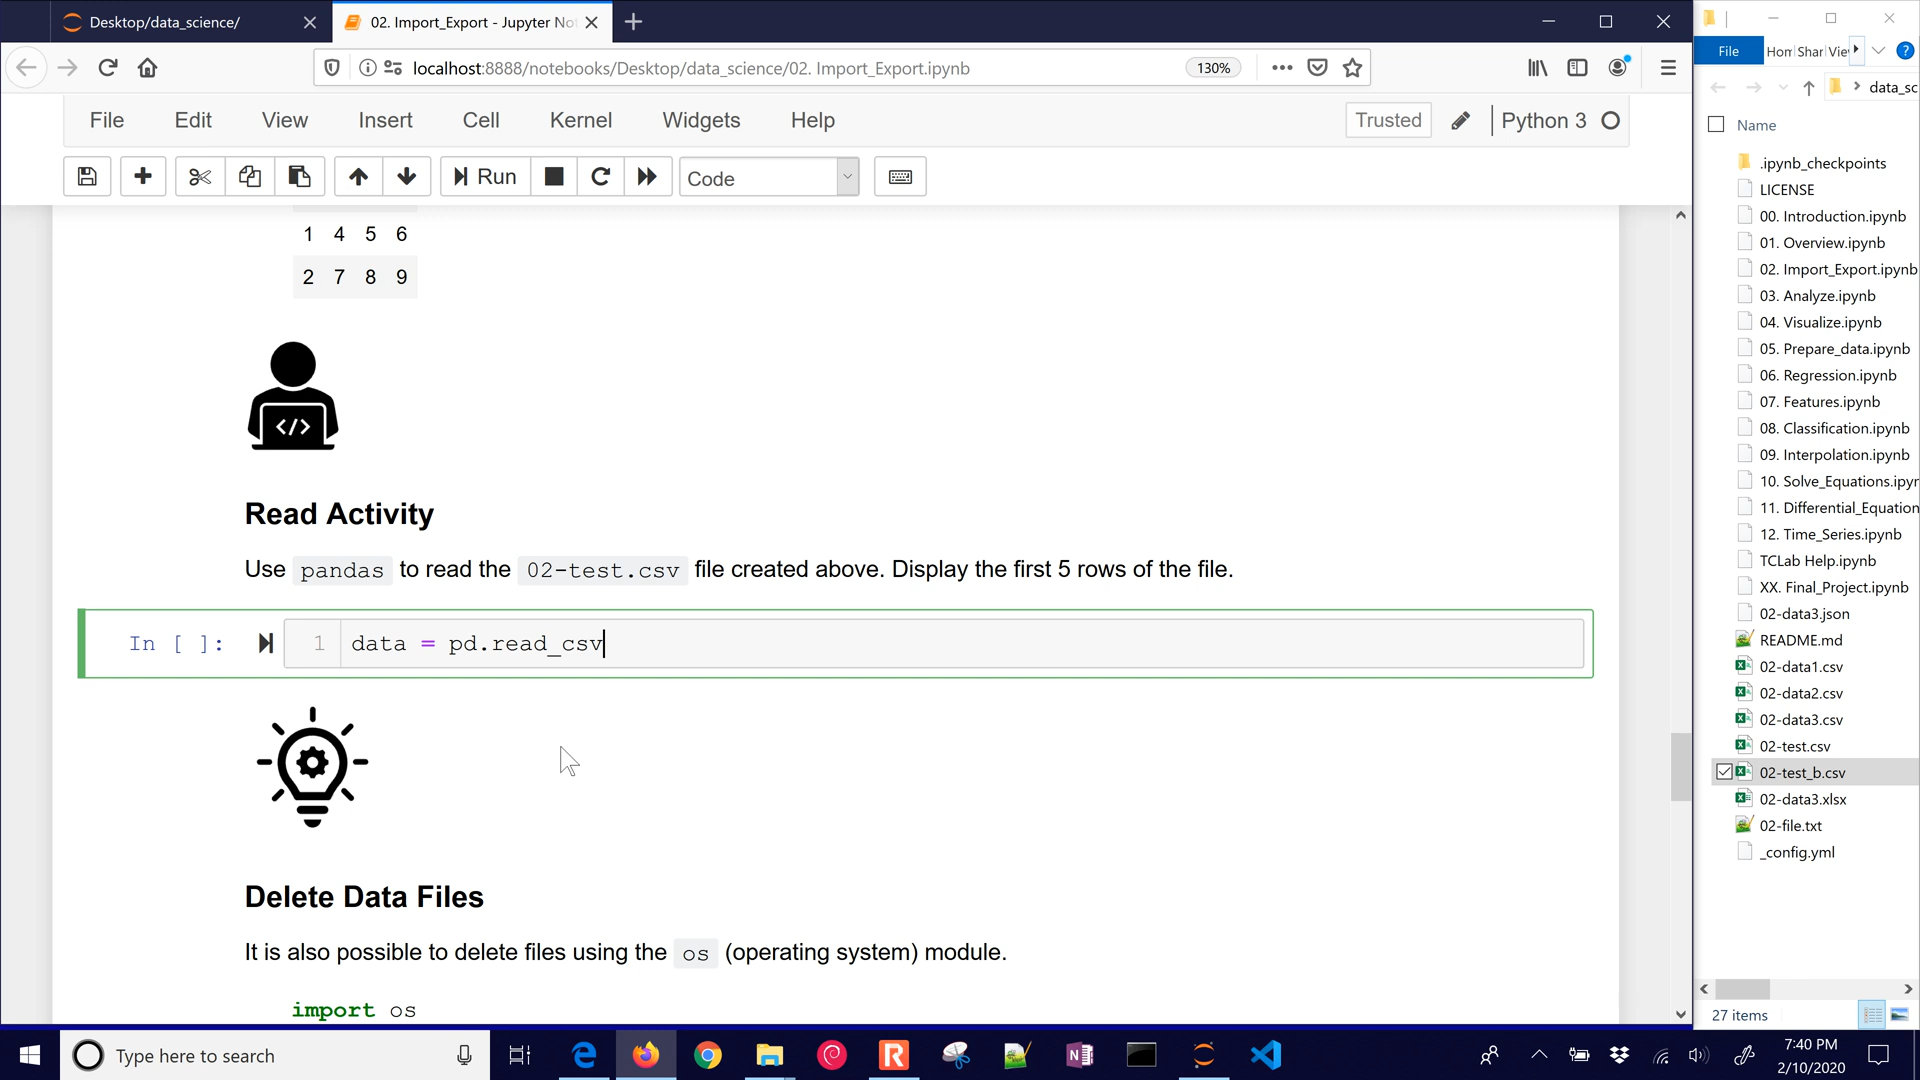 Desktop/data_science/
02. Import_Export - Jupyter No
localhost:8888/notebooks/Desktop/data_science/02. Import_Export.ipynb
130%
File Edit View Insert Cell Kernel Widgets Help
Trusted
Python 3
Run
Code
1 4 5 6
2 7 8 9
</>
Read Activity
Use pandas to read the 02-test.csv file created above. Display the first 5 rows of the file.
In [ ]:
1 data = pd.read_csv
Delete Data Files
It is also possible to delete files using the os (operating system) module.
import os
File Hom Shar Vie
?
data_sc
Name
.ipynb_checkpoints
LICENSE
00. Introduction.ipynb
01. Overview.ipynb
02. Import_Export.ipynb
03. Analyze.ipynb
04. Visualize.ipynb
05. Prepare_data.ipynb
06. Regression.ipynb
07. Features.ipynb
08. Classification.ipynb
09. Interpolation.ipynb
10. Solve_Equations.ipyn
11. Differential_Equation
12. Time_Series.ipynb
TCLab Help.ipynb
XX. Final_Project.ipynb
02-data3.json
README.md
02-data1.csv
02-data2.csv
02-data3.csv
02-test.csv
02-test_b.csv
02-data3.xlsx
02-file.txt
_config.yml
27 items
Type here to search
7:40 PM
2/10/2020